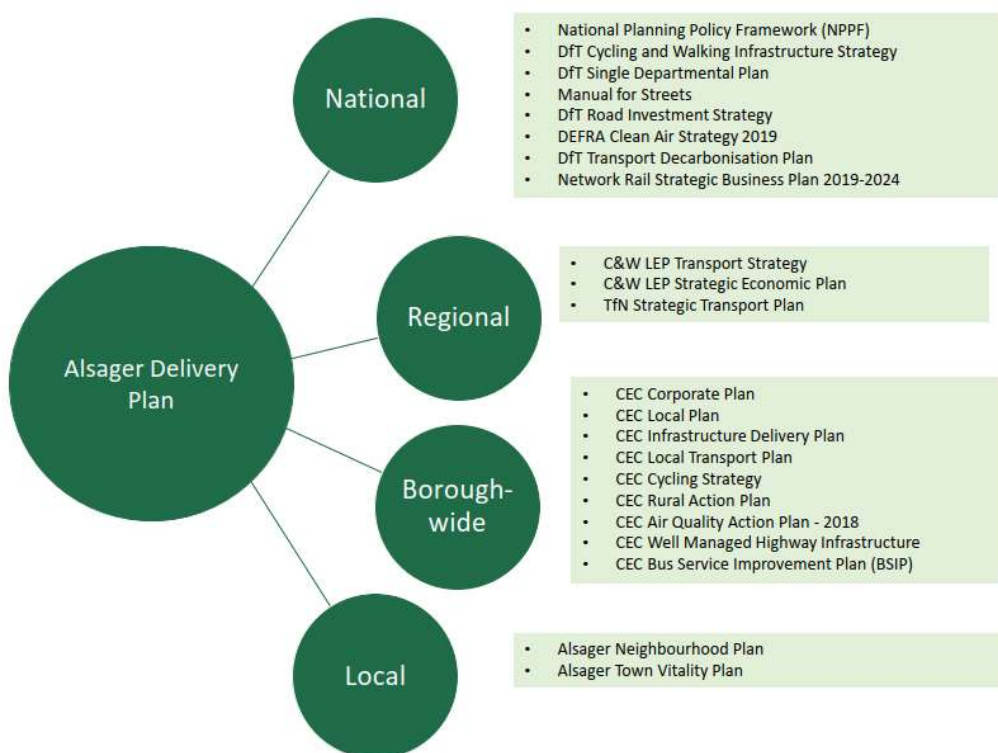 National
• National Planning Policy Framework (NPPF)
• DfT Cycling and Walking Infrastructure Strategy
• DfT Single Departmental Plan
• Manual for Streets
• DfT Road Investment Strategy
• DEFRA Clean Air Strategy 2019
• DfT Transport Decarbonisation Plan
• Network Rail Strategic Business Plan 2019-2024
Regional
• C&W LEP Transport Strategy
• C&W LEP Strategic Economic Plan
• TfN Strategic Transport Plan
Alsager Delivery
Plan
Borough-
wide
• CEC Corporate Plan
• CEC Local Plan
• CEC Infrastructure Delivery Plan
• CEC Local Transport Plan
• CEC Cycling Strategy
• CEC Rural Action Plan
• CEC Air Quality Action Plan - 2018
• CEC Well Managed Highway Infrastructure
• CEC Bus Service Improvement Plan (BSIP)
Local
• Alsager Neighbourhood Plan
• Alsager Town Vitality Plan